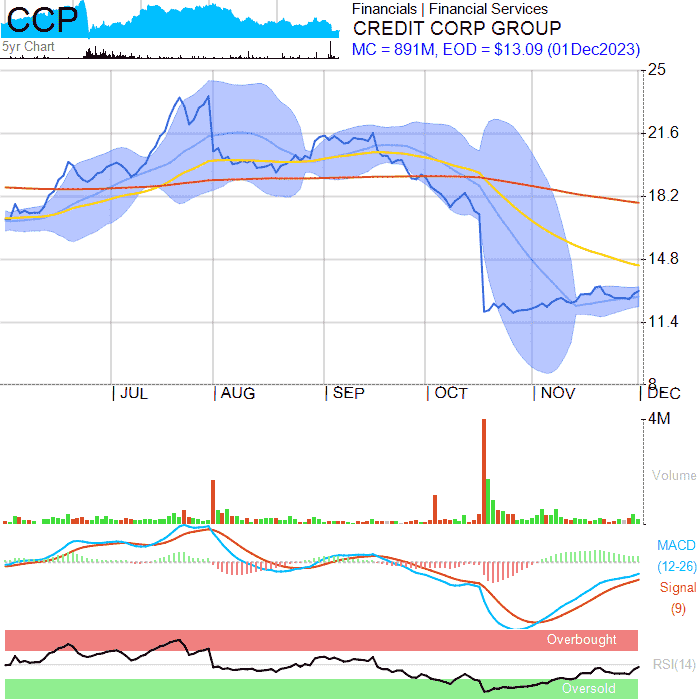 CCP
5yr Chart
Financials | Financial Services
CREDIT CORP GROUP
MC = 891M, EOD = $13.09 (01Dec2023)
25
21.6
18.2
14.8
11.4
8
JUL AUG SEP OCT NOV DEC
4M
Volume
MACD
(12-26)
Signal
(9)
Overbought
RSI(14)
Oversold